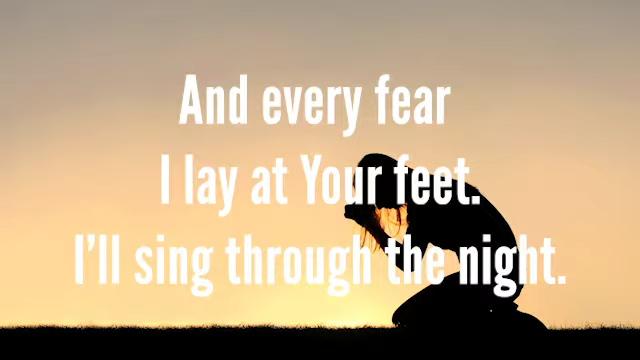 And every fear
I lay at Your feet.
I’ll sing through the night.